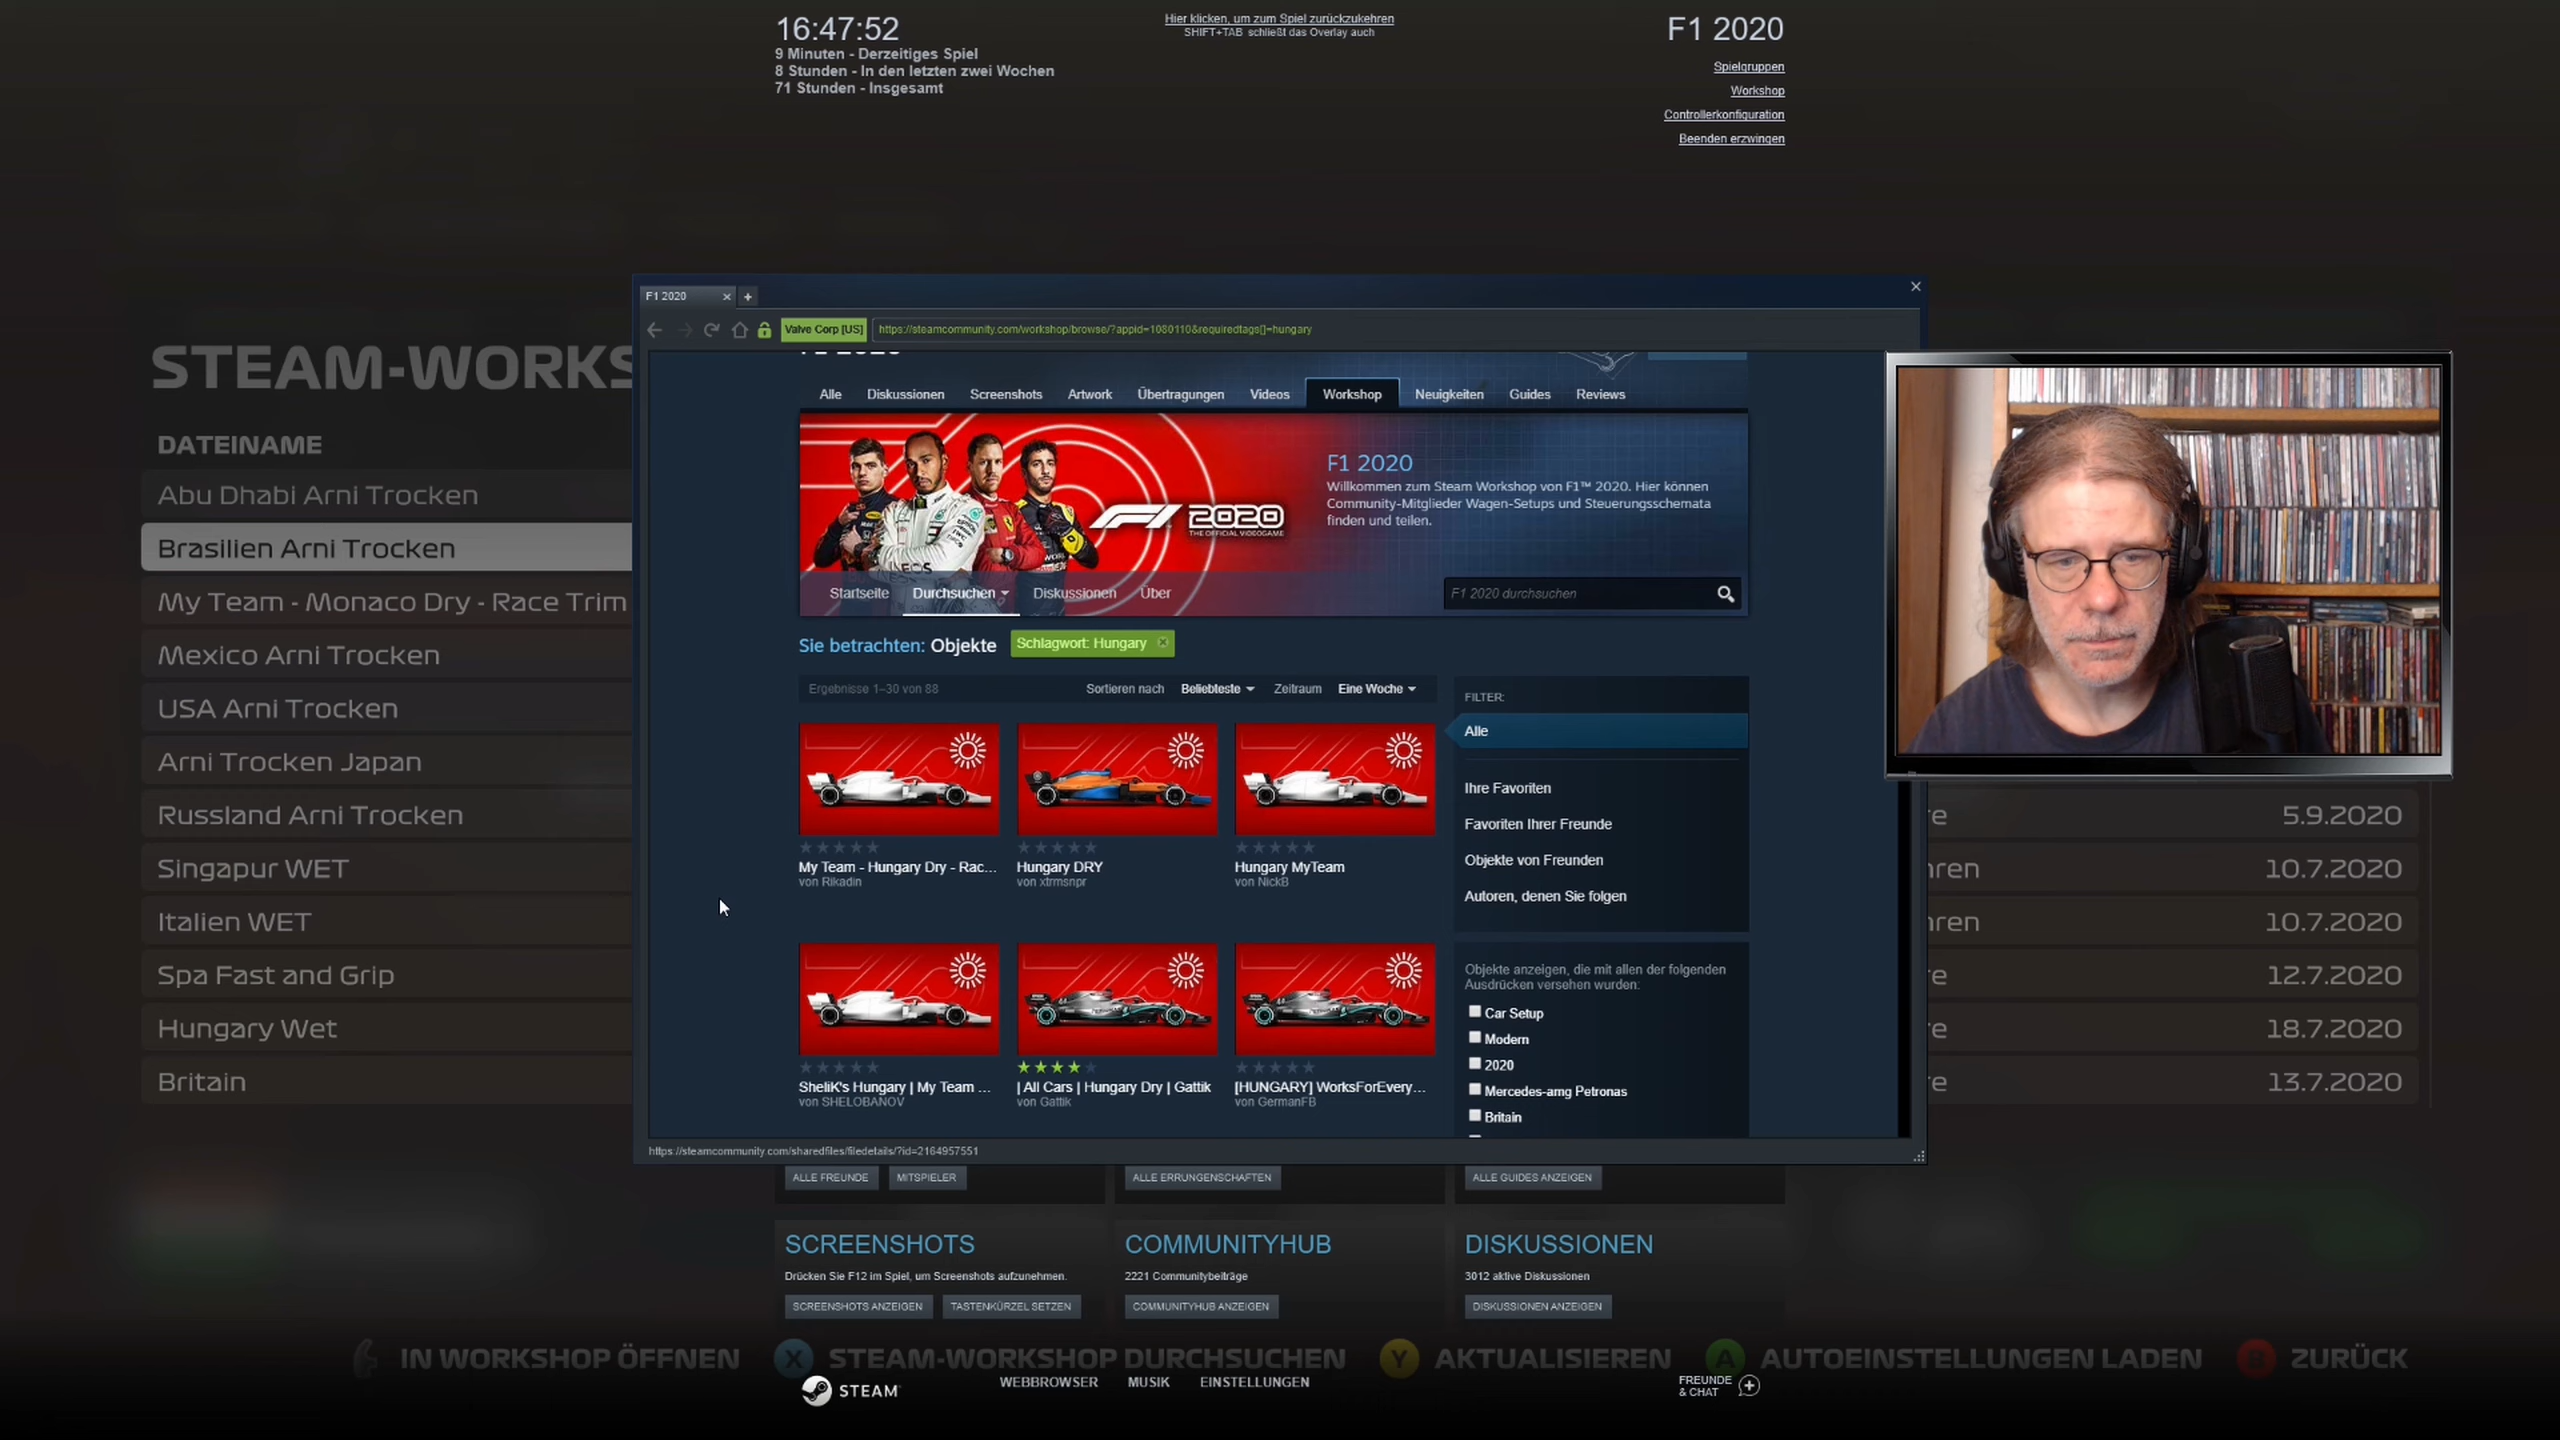 16:47:52
9 Minuten - Derzeitiges Spiel
8 Stunden - In den letzten zwei Wochen
71 Stunden - Insgesamt
Hier klicken, um zum Spiel zurückzukehren
SHIFT+TAB schließt das Overlay auch
F1 2020
Spielgruppen
Workshop
Controllerkonfiguration
Beenden erzwingen
STEAM-WORKS
DATEINAME
Abu Dhabi Arni Trocken
Brasilien Arni Trocken
My Team - Monaco Dry - Race Trim
Mexico Arni Trocken
USA Arni Trocken
Arni Trocken Japan
Russland Arni Trocken
Singapur WET
Italien WET
Spa Fast and Grip
Hungary Wet
Britain
F1 2020
Valve Corp [US]
https://steamcommunity.com/workshop/browse/?appid=1080110&requiredtags[]=hungary
Alle Diskussionen Screenshots Artwork Übertragungen Videos Workshop Neuigkeiten Guides Reviews
F1 2020
THE OFFICIAL VIDEOGAME
F1 2020
Willkommen zum Steam Workshop von F1™ 2020. Hier können
Community-Mitglieder Wagen-Setups und Steuerungsschemata
finden und teilen.
Startseite Durchsuchen Diskussionen Über
F1 2020 durchsuchen
Sie betrachten: Objekte Schlagwort: Hungary
Ergebnisse 1–30 von 88 Sortieren nach Beliebteste Zeitraum Eine Woche
My Team - Hungary Dry - Rac...
von Rikadin
Hungary DRY
von xtrmsnpr
Hungary MyTeam
von NickB
SheliK's Hungary | My Team ...
von SHELOBANOV
| All Cars | Hungary Dry | Gattik
von Gattik
[HUNGARY] WorksForEvery...
von GermanFB
FILTER:
Alle
Ihre Favoriten
Favoriten Ihrer Freunde
Objekte von Freunden
Autoren, denen Sie folgen
Objekte anzeigen, die mit allen der folgenden
Ausdrücken versehen wurden:
Car Setup
Modern
2020
Mercedes-amg Petronas
Britain
https://steamcommunity.com/sharedfiles/filedetails/?id=2164957551
re 5.9.2020
ren 10.7.2020
ren 10.7.2020
re 12.7.2020
re 18.7.2020
re 13.7.2020
ALLE FREUNDE MITSPIELER
ALLE ERRUNGENSCHAFTEN
ALLE GUIDES ANZEIGEN
SCREENSHOTS
Drücken Sie F12 im Spiel, um Screenshots aufzunehmen.
SCREENSHOTS ANZEIGEN TASTENKÜRZEL SETZEN
COMMUNITYHUB
2221 Communitybeiträge
COMMUNITYHUB ANZEIGEN
DISKUSSIONEN
3012 aktive Diskussionen
DISKUSSIONEN ANZEIGEN
IN WORKSHOP ÖFFNEN X STEAM-WORKSHOP DURCHSUCHEN Y AKTUALISIEREN A AUTOEINSTELLUNGEN LADEN B ZURÜCK
STEAM
WEBBROWSER MUSIK EINSTELLUNGEN
FREUNDE
& CHAT